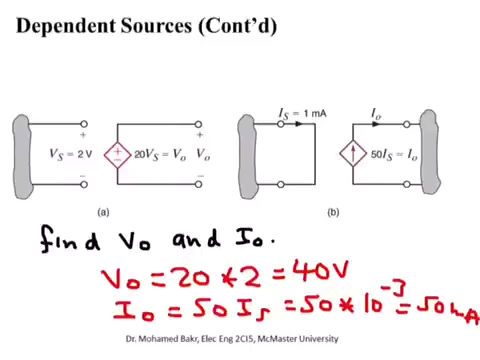 Dependent Sources (Cont'd)
I_S = 1 mA
I_o
+ + +
V_S = 2 V 20V_S = V_o V_o 50I_S = I_o
− − −
(a) (b)
find Vo and Io.
Vo = 20 * 2 = 40V
Io = 50 Is = 50 * 10^-3 = 50mA
Dr. Mohamed Bakr, Elec Eng 2CI5, McMaster University